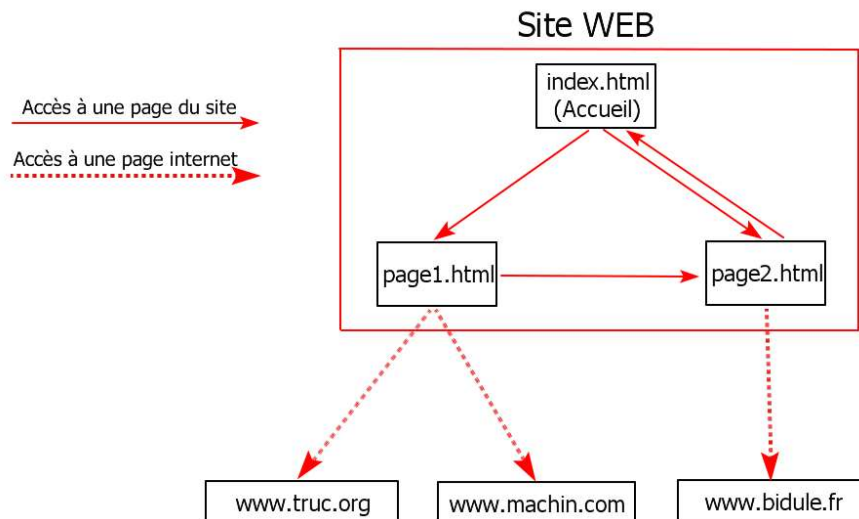 Site WEB
index.html
(Accueil)
Accès à une page du site
Accès à une page internet
page1.html
page2.html
www.truc.org
www.machin.com
www.bidule.fr